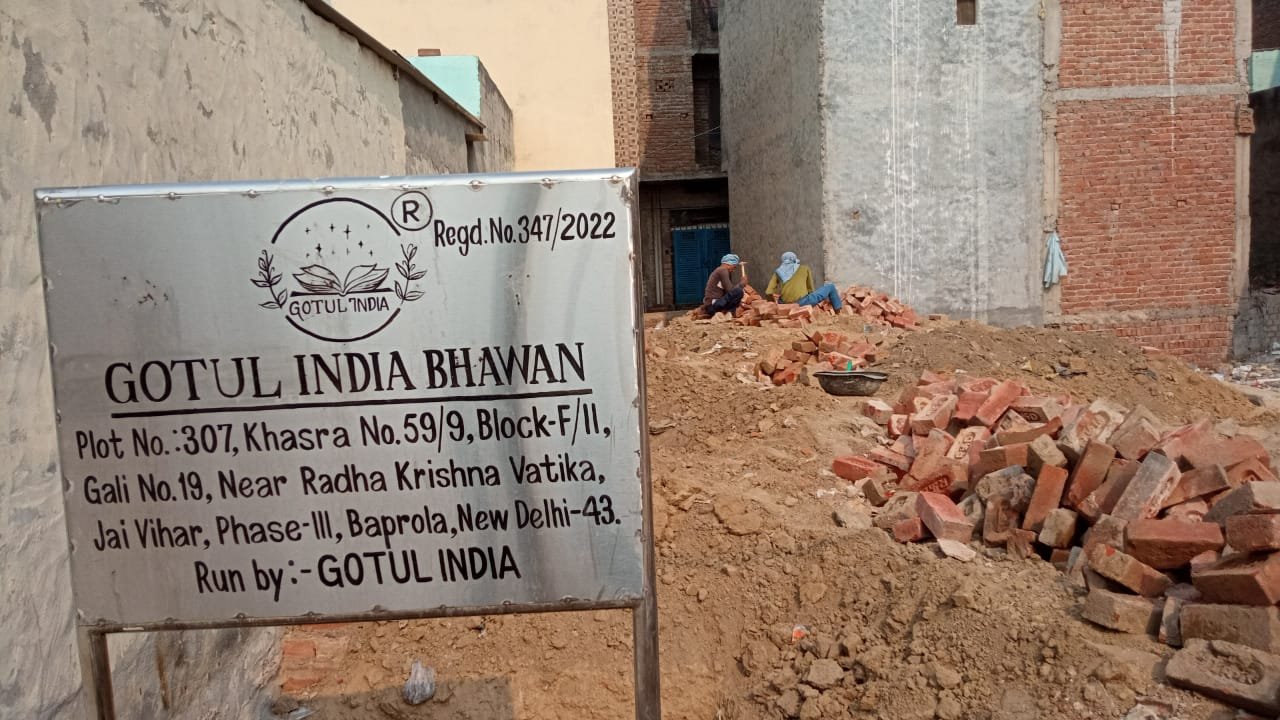 R
Regd.No.347/2022
GOTUL INDIA
GOTUL INDIA BHAWAN
Plot No.:307, Khasra No.59/9, Block-F/II,
Gali No.19, Near Radha Krishna Vatika,
Jai Vihar, Phase-III, Baprola, New Delhi-43.
Run by:-GOTUL INDIA